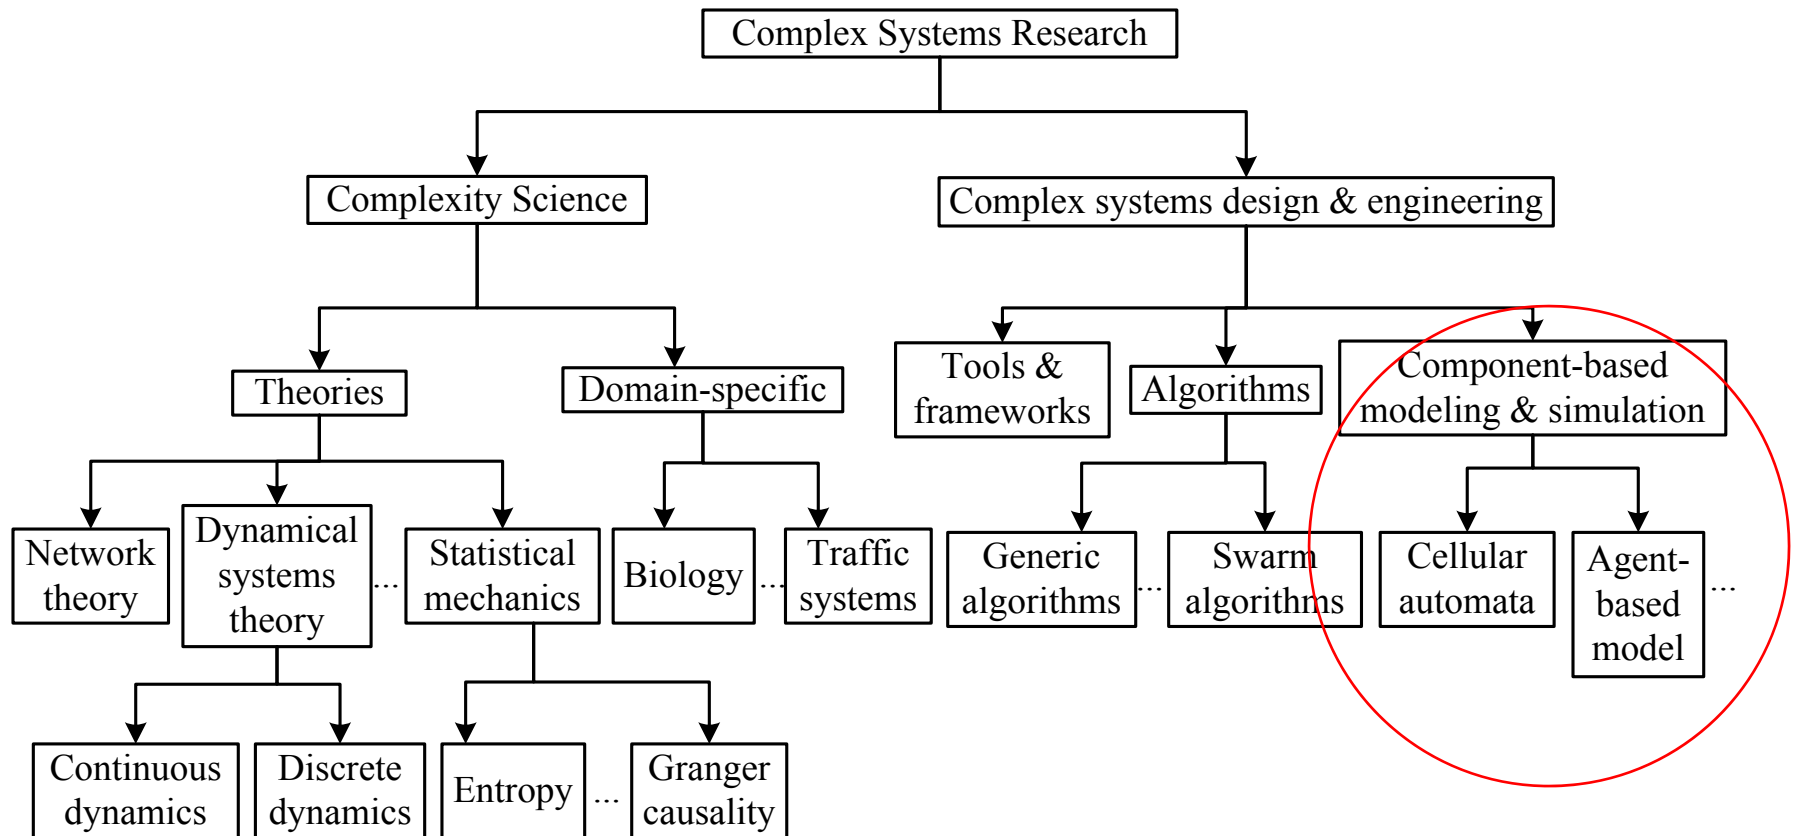 Complex Systems Research
Complexity Science
Complex systems design & engineering
Theories
Domain-specific
Tools &
frameworks
Algorithms
Component-based
modeling & simulation
Network
theory
Dynamical
systems
theory
...
Statistical
mechanics
Biology
...
Traffic
systems
Generic
algorithms
...
Swarm
algorithms
Cellular
automata
Agent-
based
model
...
Continuous
dynamics
Discrete
dynamics
Entropy
...
Granger
causality